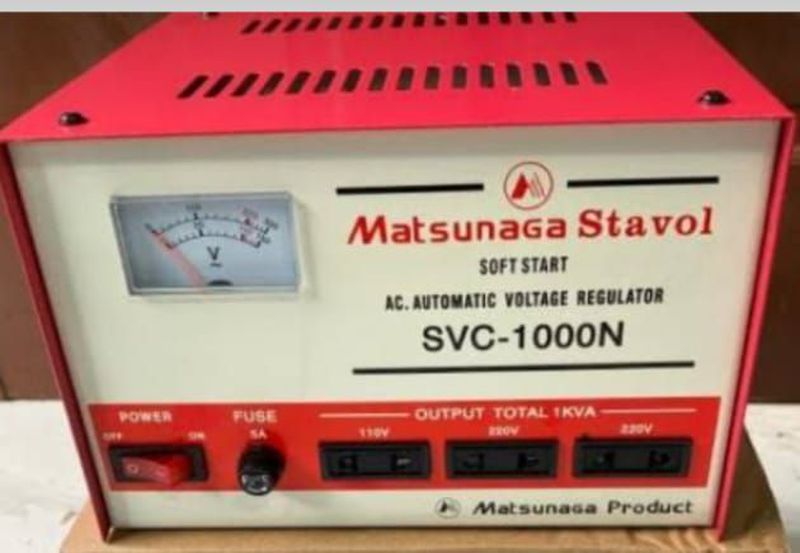 V
Matsunaga Stavol
SOFT START
AC. AUTOMATIC VOLTAGE REGULATOR
SVC-1000N
POWER
OFF ON
FUSE
5A
OUTPUT TOTAL 1KVA
110V 220V 220V
Matsunaga Product